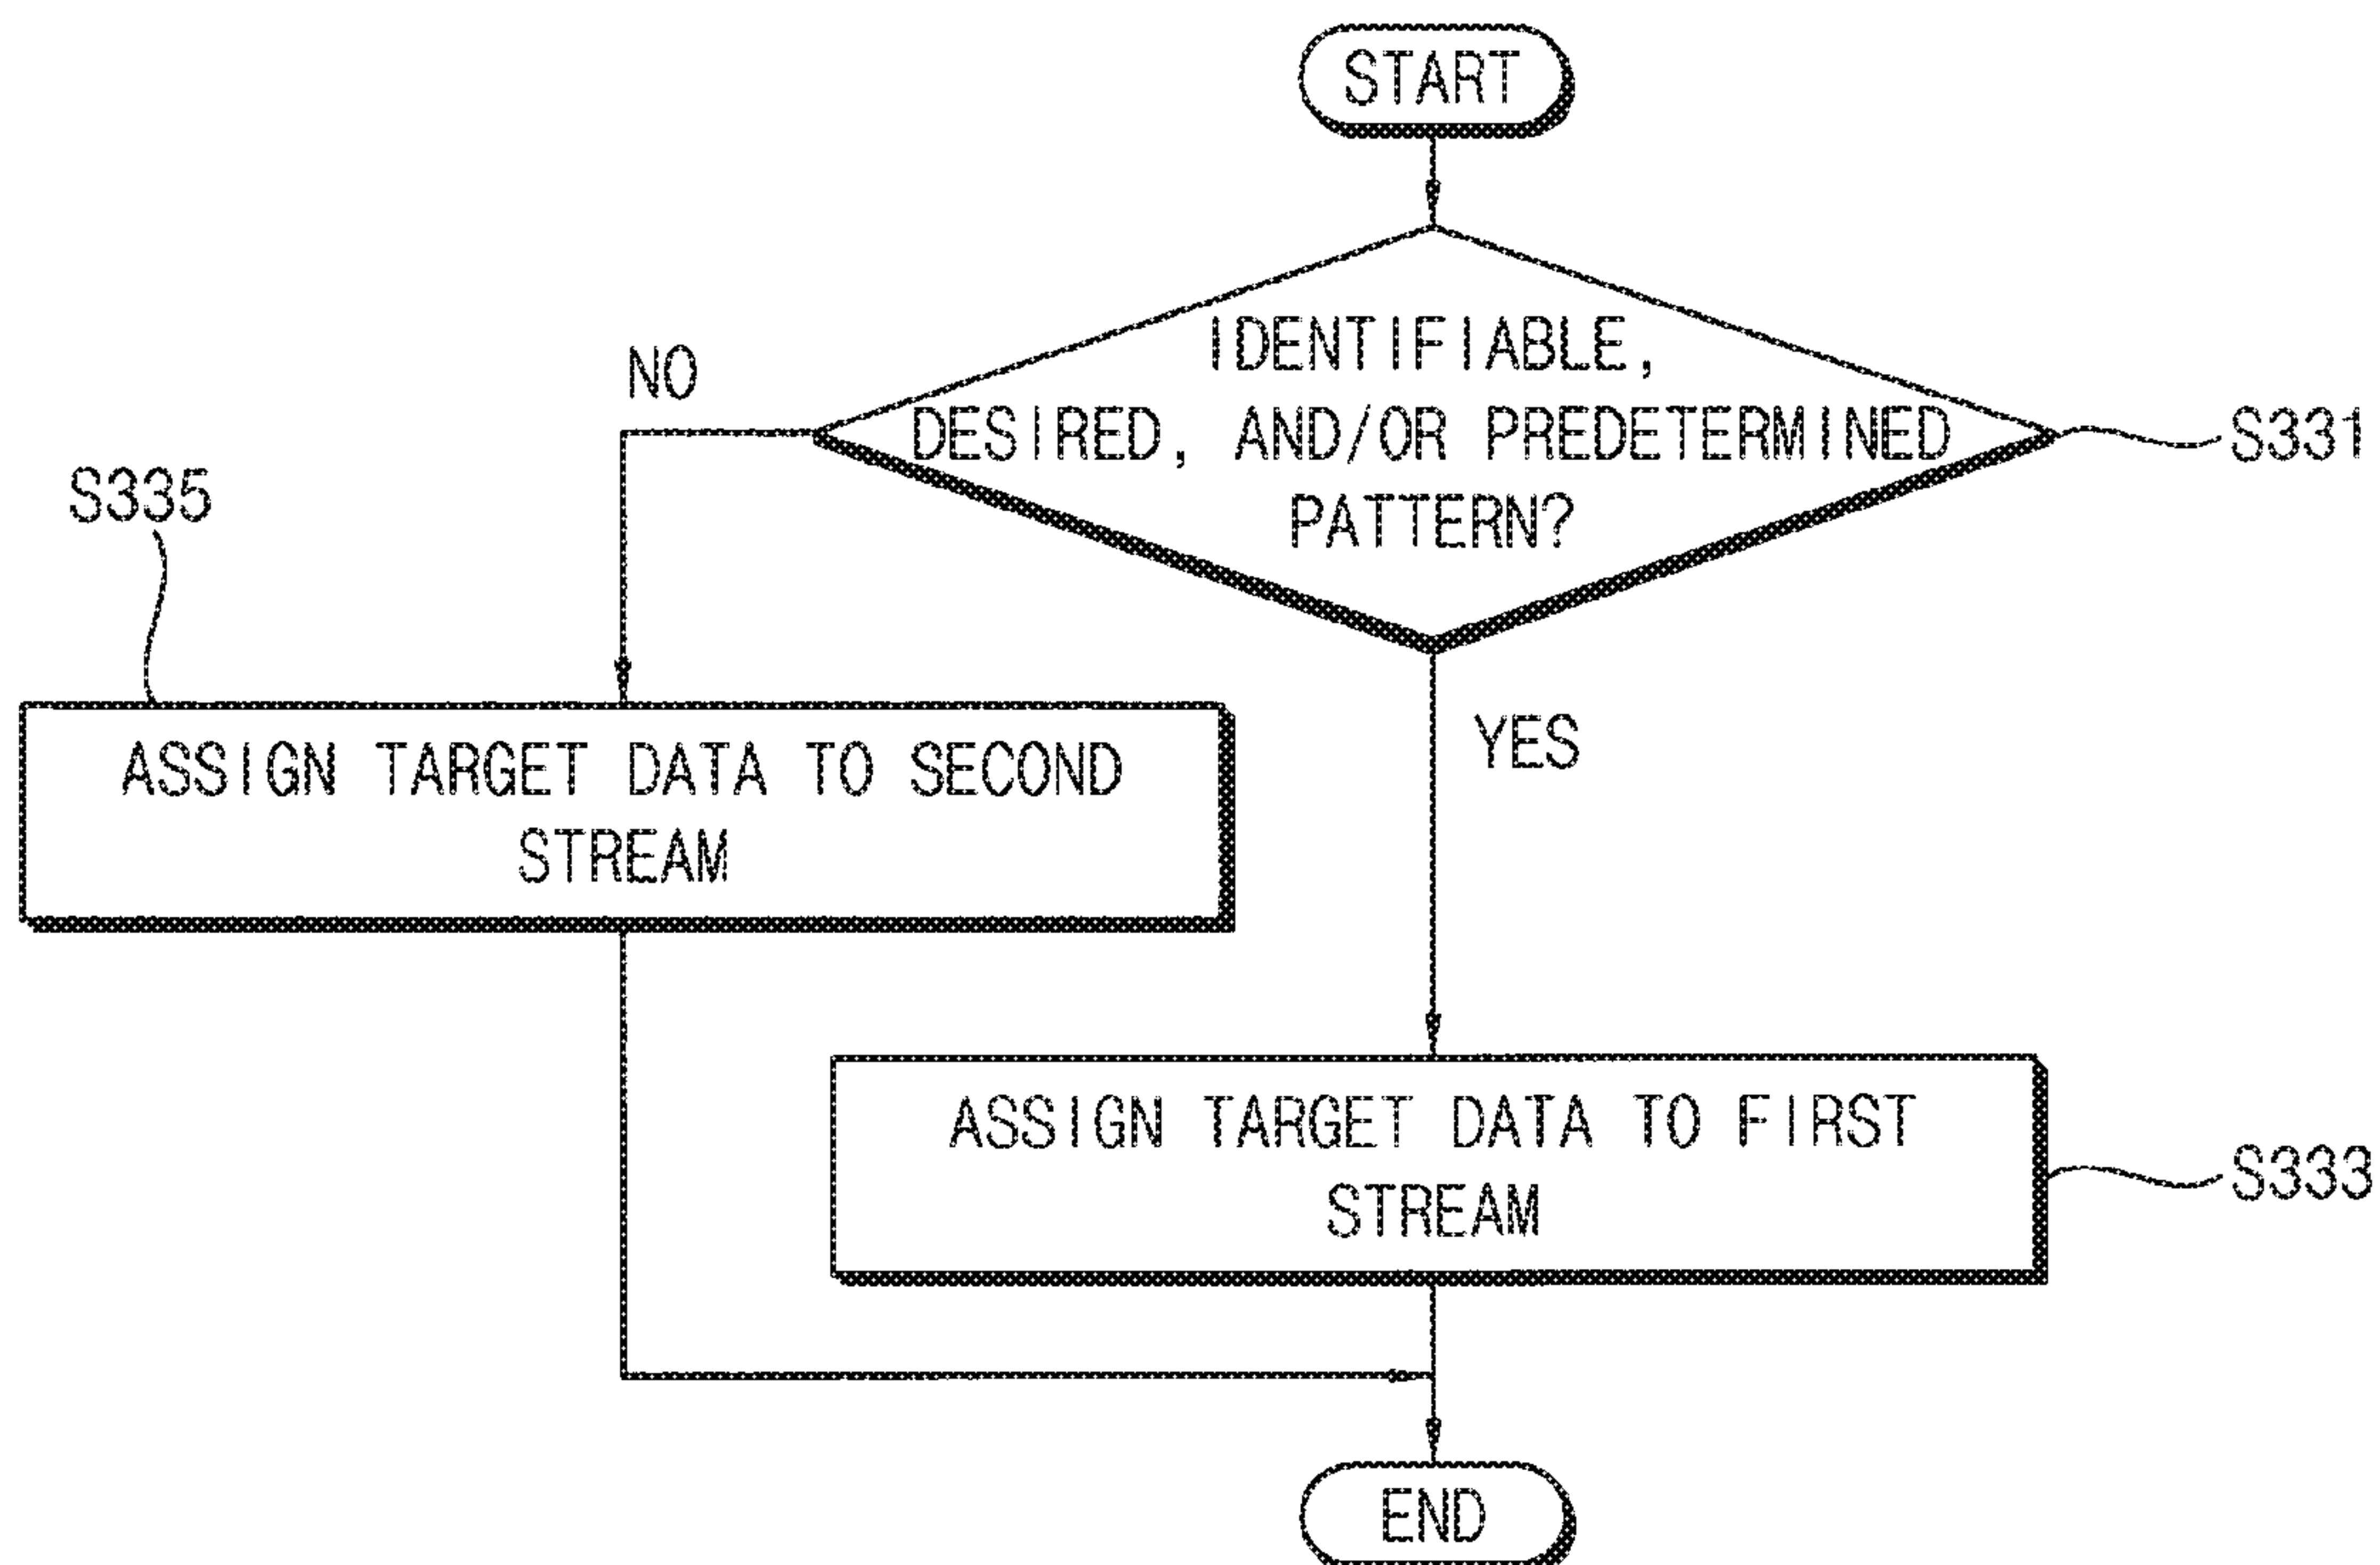 START
IDENTIFIABLE,
DESIRED, AND/OR PREDETERMINED
PATTERN?
S331
NO
S335
YES
ASSIGN TARGET DATA TO SECOND
STREAM
ASSIGN TARGET DATA TO FIRST
STREAM
S333
END